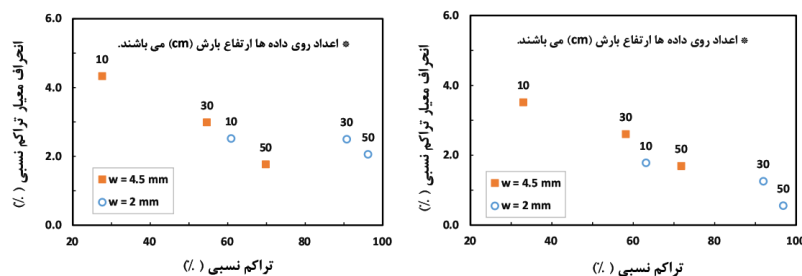 * اعداد روی داده ها ارتفاع بارش (cm) می باشند.
انحراف معیار تراکم نسبی (٪)
6.0
4.0
2.0
0.0
10
30
10
50
30
50
w = 4.5 mm
w = 2 mm
20 40 60 80 100
تراکم نسبی (٪)
* اعداد روی داده ها ارتفاع بارش (cm) می باشند.
انحراف معیار تراکم نسبی (٪)
6.0
4.0
2.0
0.0
10
30
10
50
30
50
w = 4.5 mm
w = 2 mm
20 40 60 80 100
تراکم نسبی (٪)